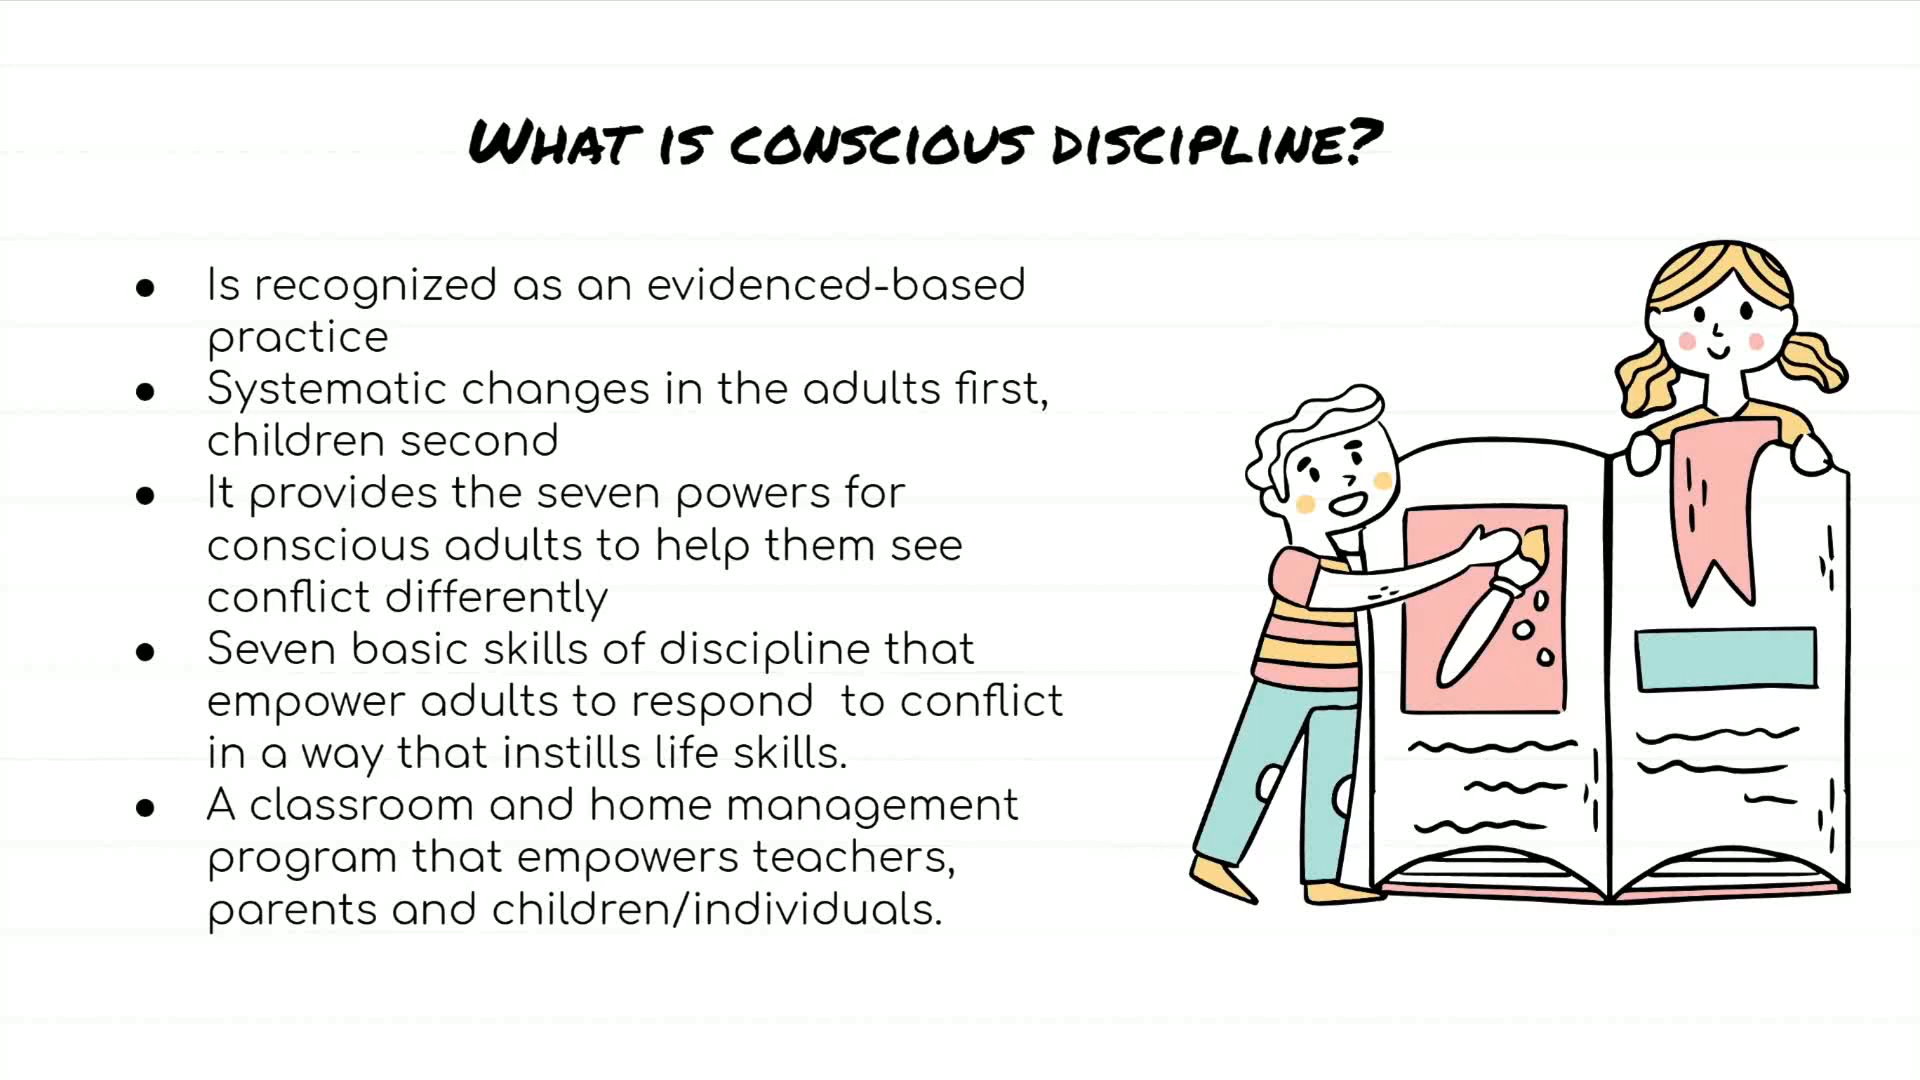 What is conscious discipline?
● Is recognized as an evidenced-based
practice
● Systematic changes in the adults first,
children second
● It provides the seven powers for
conscious adults to help them see
conflict differently
● Seven basic skills of discipline that
empower adults to respond  to conflict
in a way that instills life skills.
● A classroom and home management
program that empowers teachers,
parents and children/individuals.